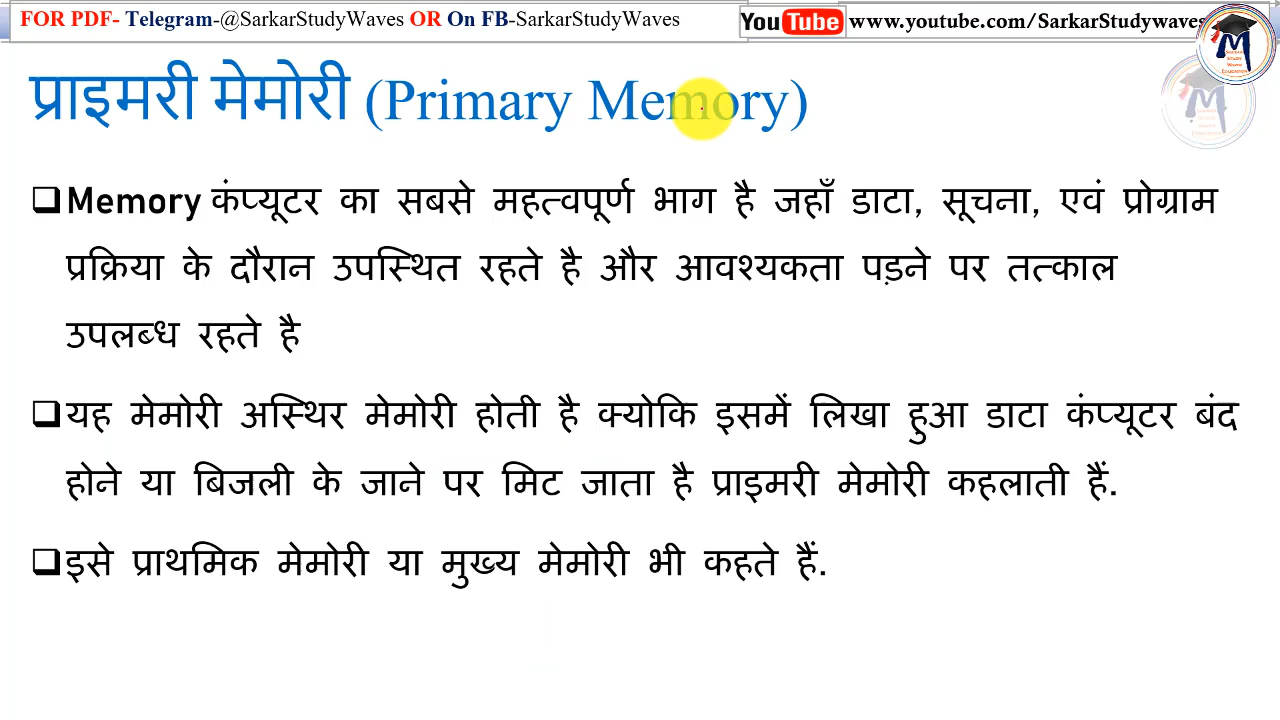 FOR PDF- Telegram-@SarkarStudyWaves OR On FB-SarkarStudyWaves
YouTube www.youtube.com/SarkarStudywaves
प्राइमरी मेमोरी (Primary Memory)
❑Memory कंप्यूटर का सबसे महत्वपूर्ण भाग है जहाँ डाटा, सूचना, एवं प्रोग्राम
प्रक्रिया के दौरान उपस्थित रहते है और आवश्यकता पड़ने पर तत्काल
उपलब्ध रहते है
❑यह मेमोरी अस्थिर मेमोरी होती है क्योकि इसमें लिखा हुआ डाटा कंप्यूटर बंद
होने या बिजली के जाने पर मिट जाता है प्राइमरी मेमोरी कहलाती हैं.
❑इसे प्राथमिक मेमोरी या मुख्य मेमोरी भी कहते हैं.